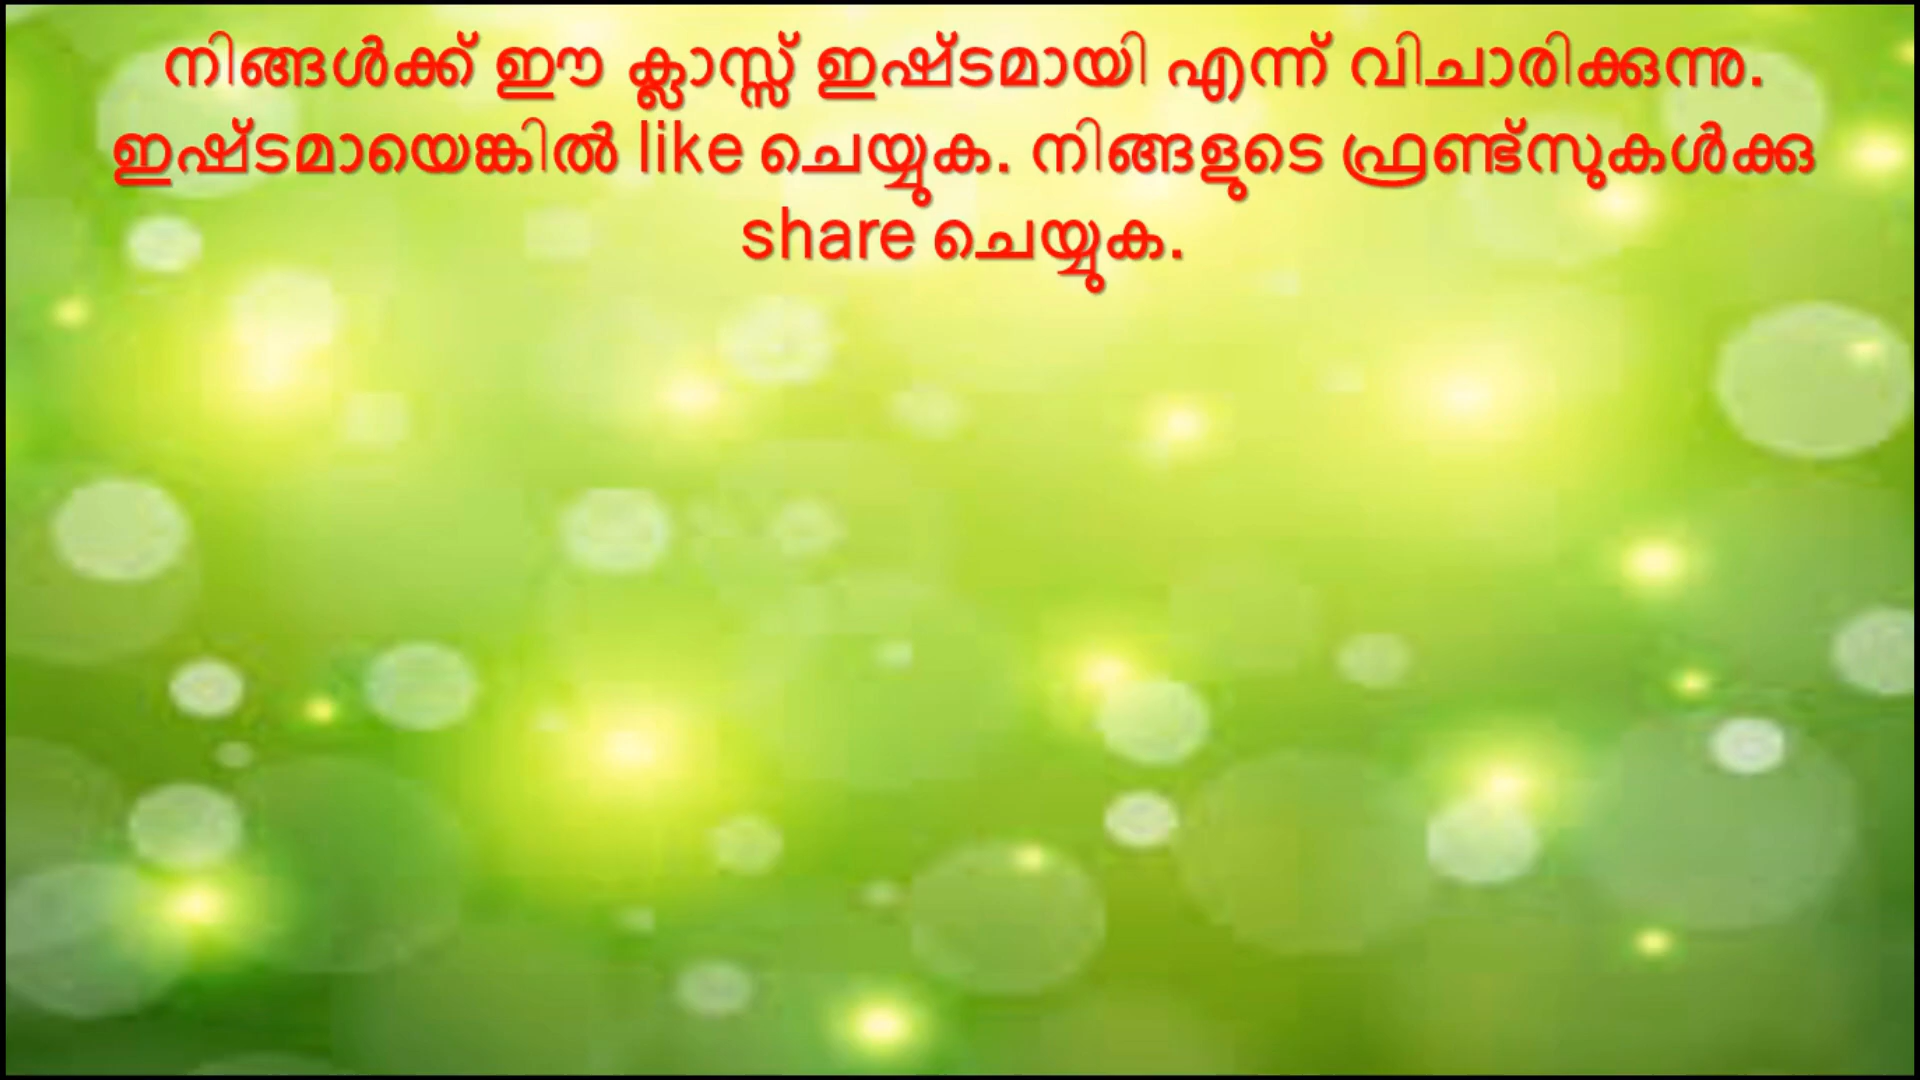 നിങ്ങൾക്ക് ഈ ക്ലാസ്സ് ഇഷ്ടമായി എന്ന് വിചാരിക്കുന്നു.
ഇഷ്ടമായെങ്കിൽ like ചെയ്യുക. നിങ്ങളുടെ ഫ്രണ്ട്സുകൾക്കു
share ചെയ്യുക.